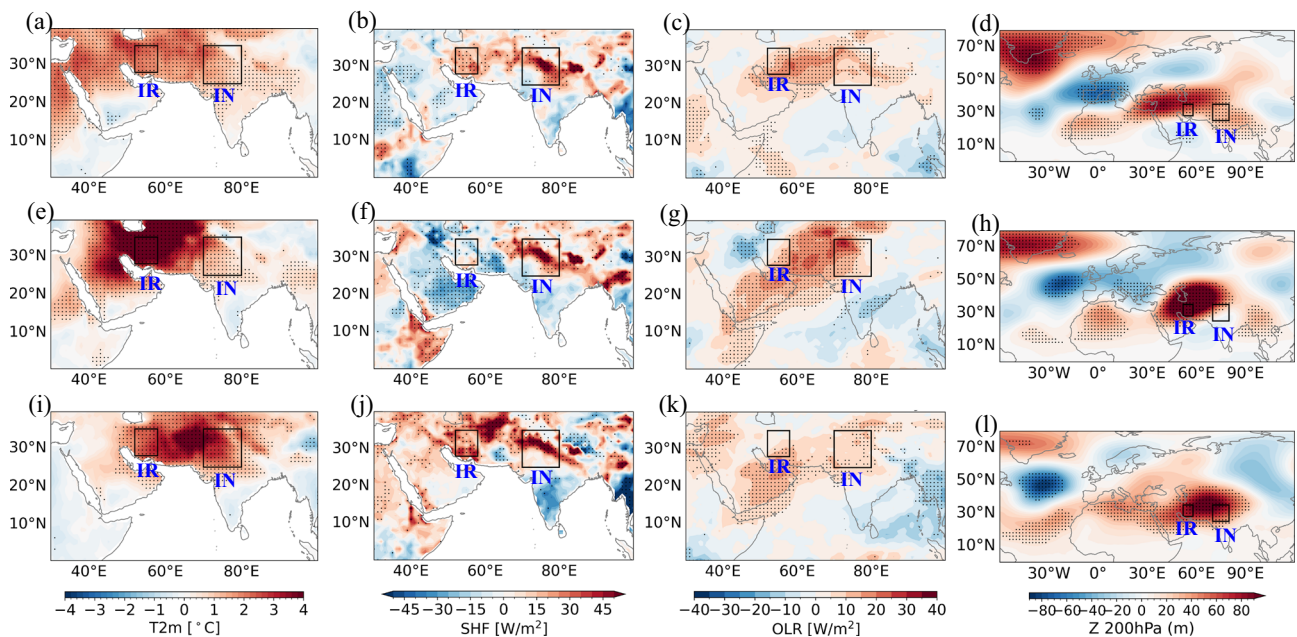 (a)
30°N
20°N
10°N
IR
IN
40°E
60°E
80°E
(b)
30°N
20°N
10°N
IR
IN
40°E
60°E
80°E
(c)
30°N
20°N
10°N
IR
IN
40°E
60°E
80°E
(d)
70°N
50°N
30°N
10°N
IR
IN
30°W
0°
30°E
60°E
90°E
(e)
30°N
20°N
10°N
IR
IN
40°E
60°E
80°E
(f)
30°N
20°N
10°N
IR
IN
40°E
60°E
80°E
(g)
30°N
20°N
10°N
IR
IN
40°E
60°E
80°E
(h)
70°N
50°N
30°N
10°N
IR
IN
30°W
0°
30°E
60°E
90°E
(i)
30°N
20°N
10°N
IR
IN
40°E
60°E
80°E
(j)
30°N
20°N
10°N
IR
IN
40°E
60°E
80°E
(k)
30°N
20°N
10°N
IR
IN
40°E
60°E
80°E
(l)
70°N
50°N
30°N
10°N
IR
IN
30°W
0°
30°E
60°E
90°E
−4 −3 −2 −1 0 1 2 3 4
T2m [°C]
−45 −30 −15 0 15 30 45
SHF [W/m²]
−40 −30 −20 −10 0 10 20 30 40
OLR [W/m²]
−80 −60 −40 −20 0 20 40 60 80
Z 200hPa (m)